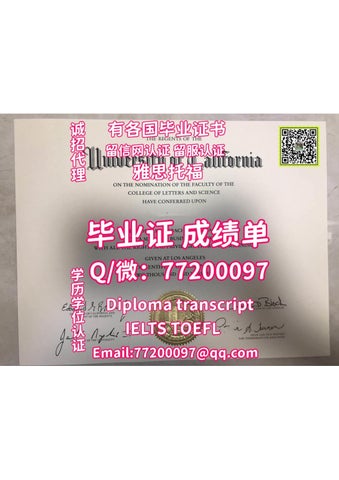 THE REGENTS OF THE
University of California
ON THE NOMINATION OF THE FACULTY OF THE
COLLEGE OF LETTERS AND SCIENCE
HAVE CONFERRED UPON
GIVEN AT LOS ANGELES
诚招代理
有各国毕业证书
留信网认证 留服认证
雅思托福
毕业证 成绩单
Q/微：77200097
学历学位认证
Diploma transcript
IELTS TOEFL
Email:77200097@qq.com